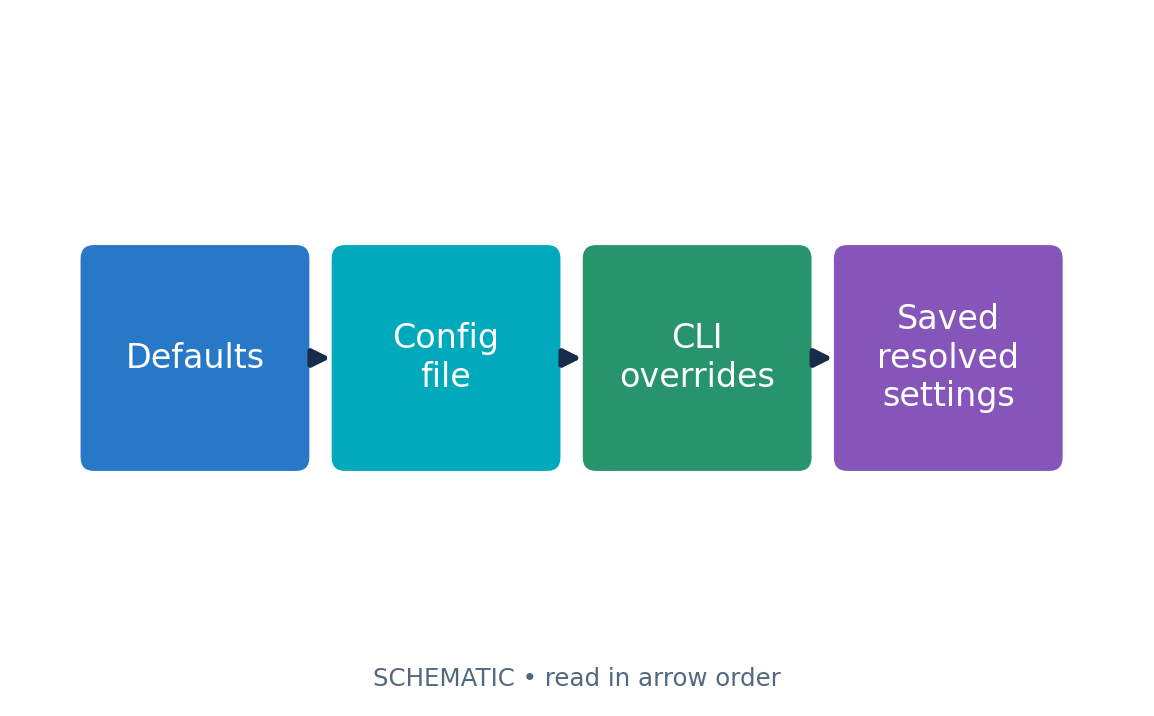 Defaults
Config
file
CLI
overrides
Saved
resolved
settings
SCHEMATIC • read in arrow order